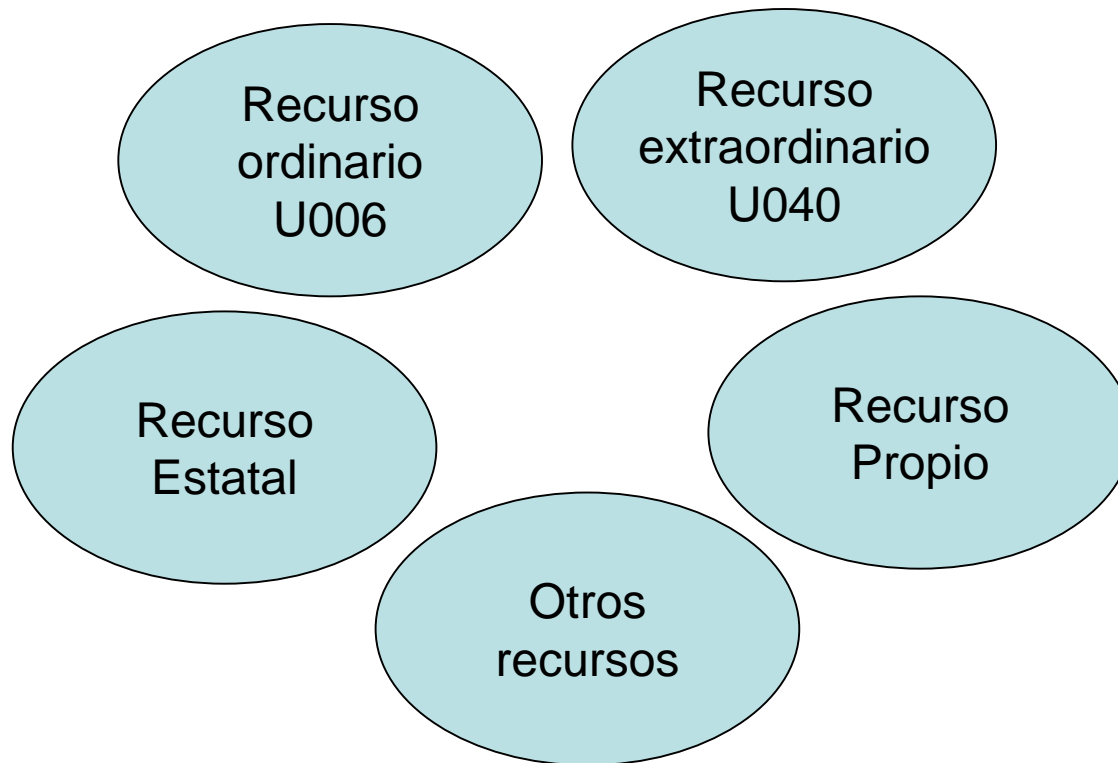 Recurso
ordinario
U006
Recurso
extraordinario
U040
Recurso
Estatal
Recurso
Propio
Otros
recursos